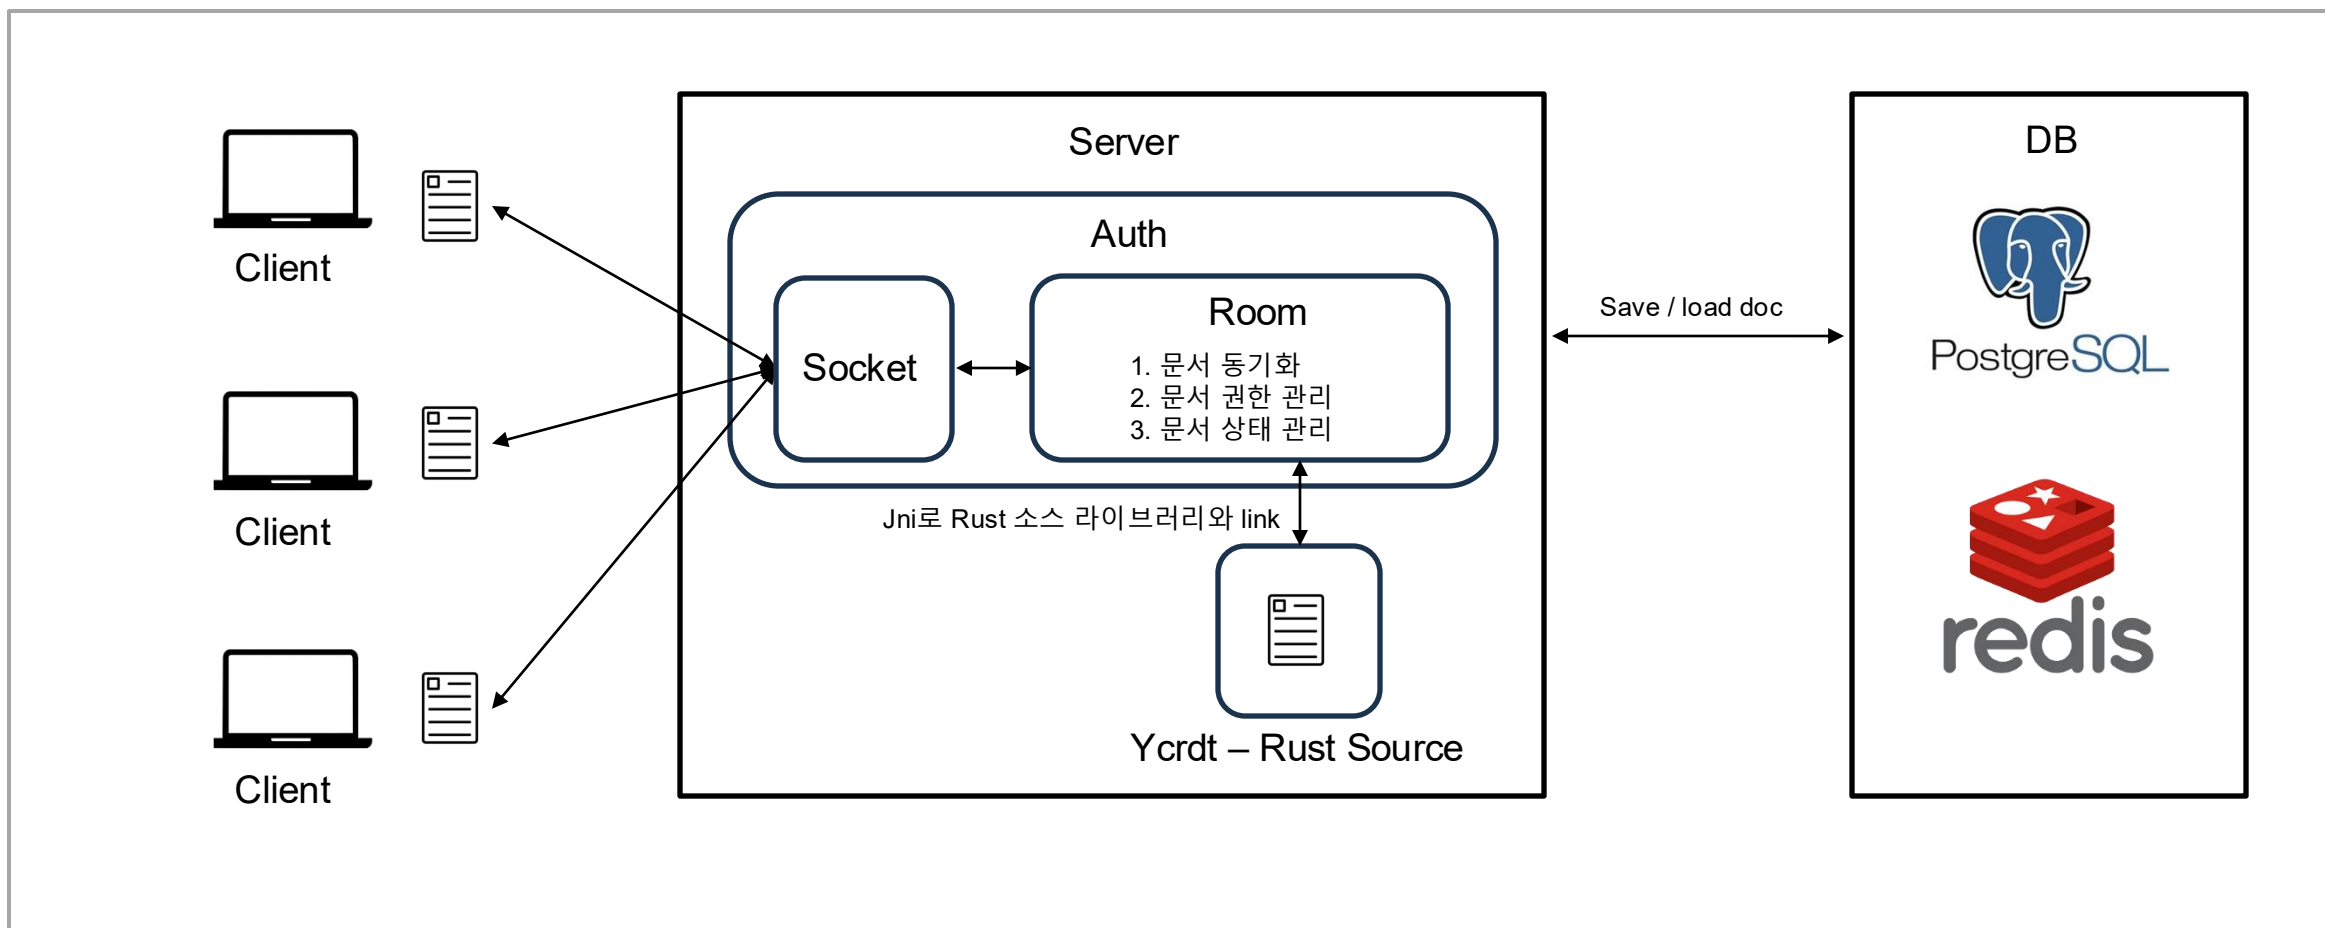 Client
Client
Client
Server
Auth
Socket
Room
1. 문서 동기화
2. 문서 권한 관리
3. 문서 상태 관리
Jni로 Rust 소스 라이브러리와 link
Ycrdt – Rust Source
Save / load doc
DB
PostgreSQL
redis